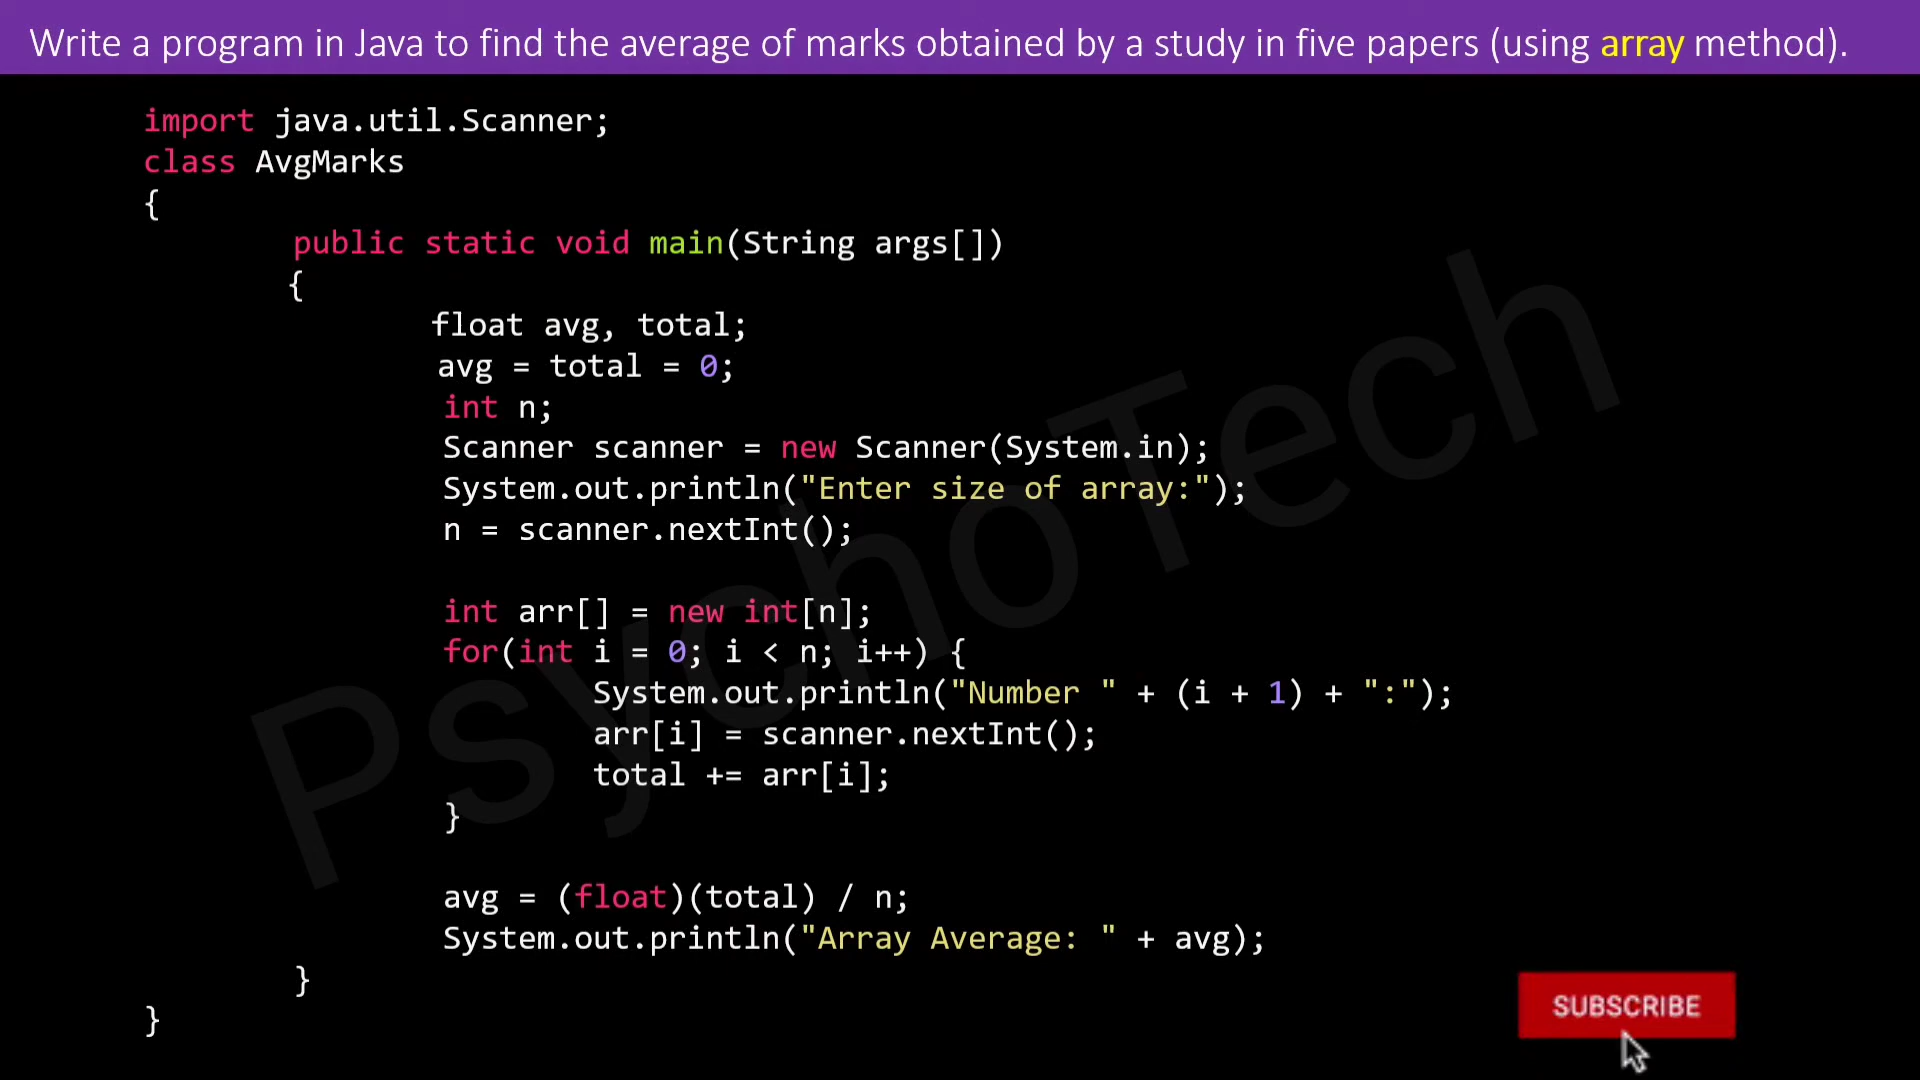 Write a program in Java to find the average of marks obtained by a study in five papers (using array method).
import java.util.Scanner;
class AvgMarks
{
public static void main(String args[])
{
float avg, total;
avg = total = 0;
int n;
Scanner scanner = new Scanner(System.in);
System.out.println("Enter size of array:");
n = scanner.nextInt();
int arr[] = new int[n];
for(int i = 0; i < n; i++) {
System.out.println("Number " + (i + 1) + ":");
arr[i] = scanner.nextInt();
total += arr[i];
}
avg = (float)(total) / n;
System.out.println("Array Average: " + avg);
}
}
PsychoTech
SUBSCRIBE